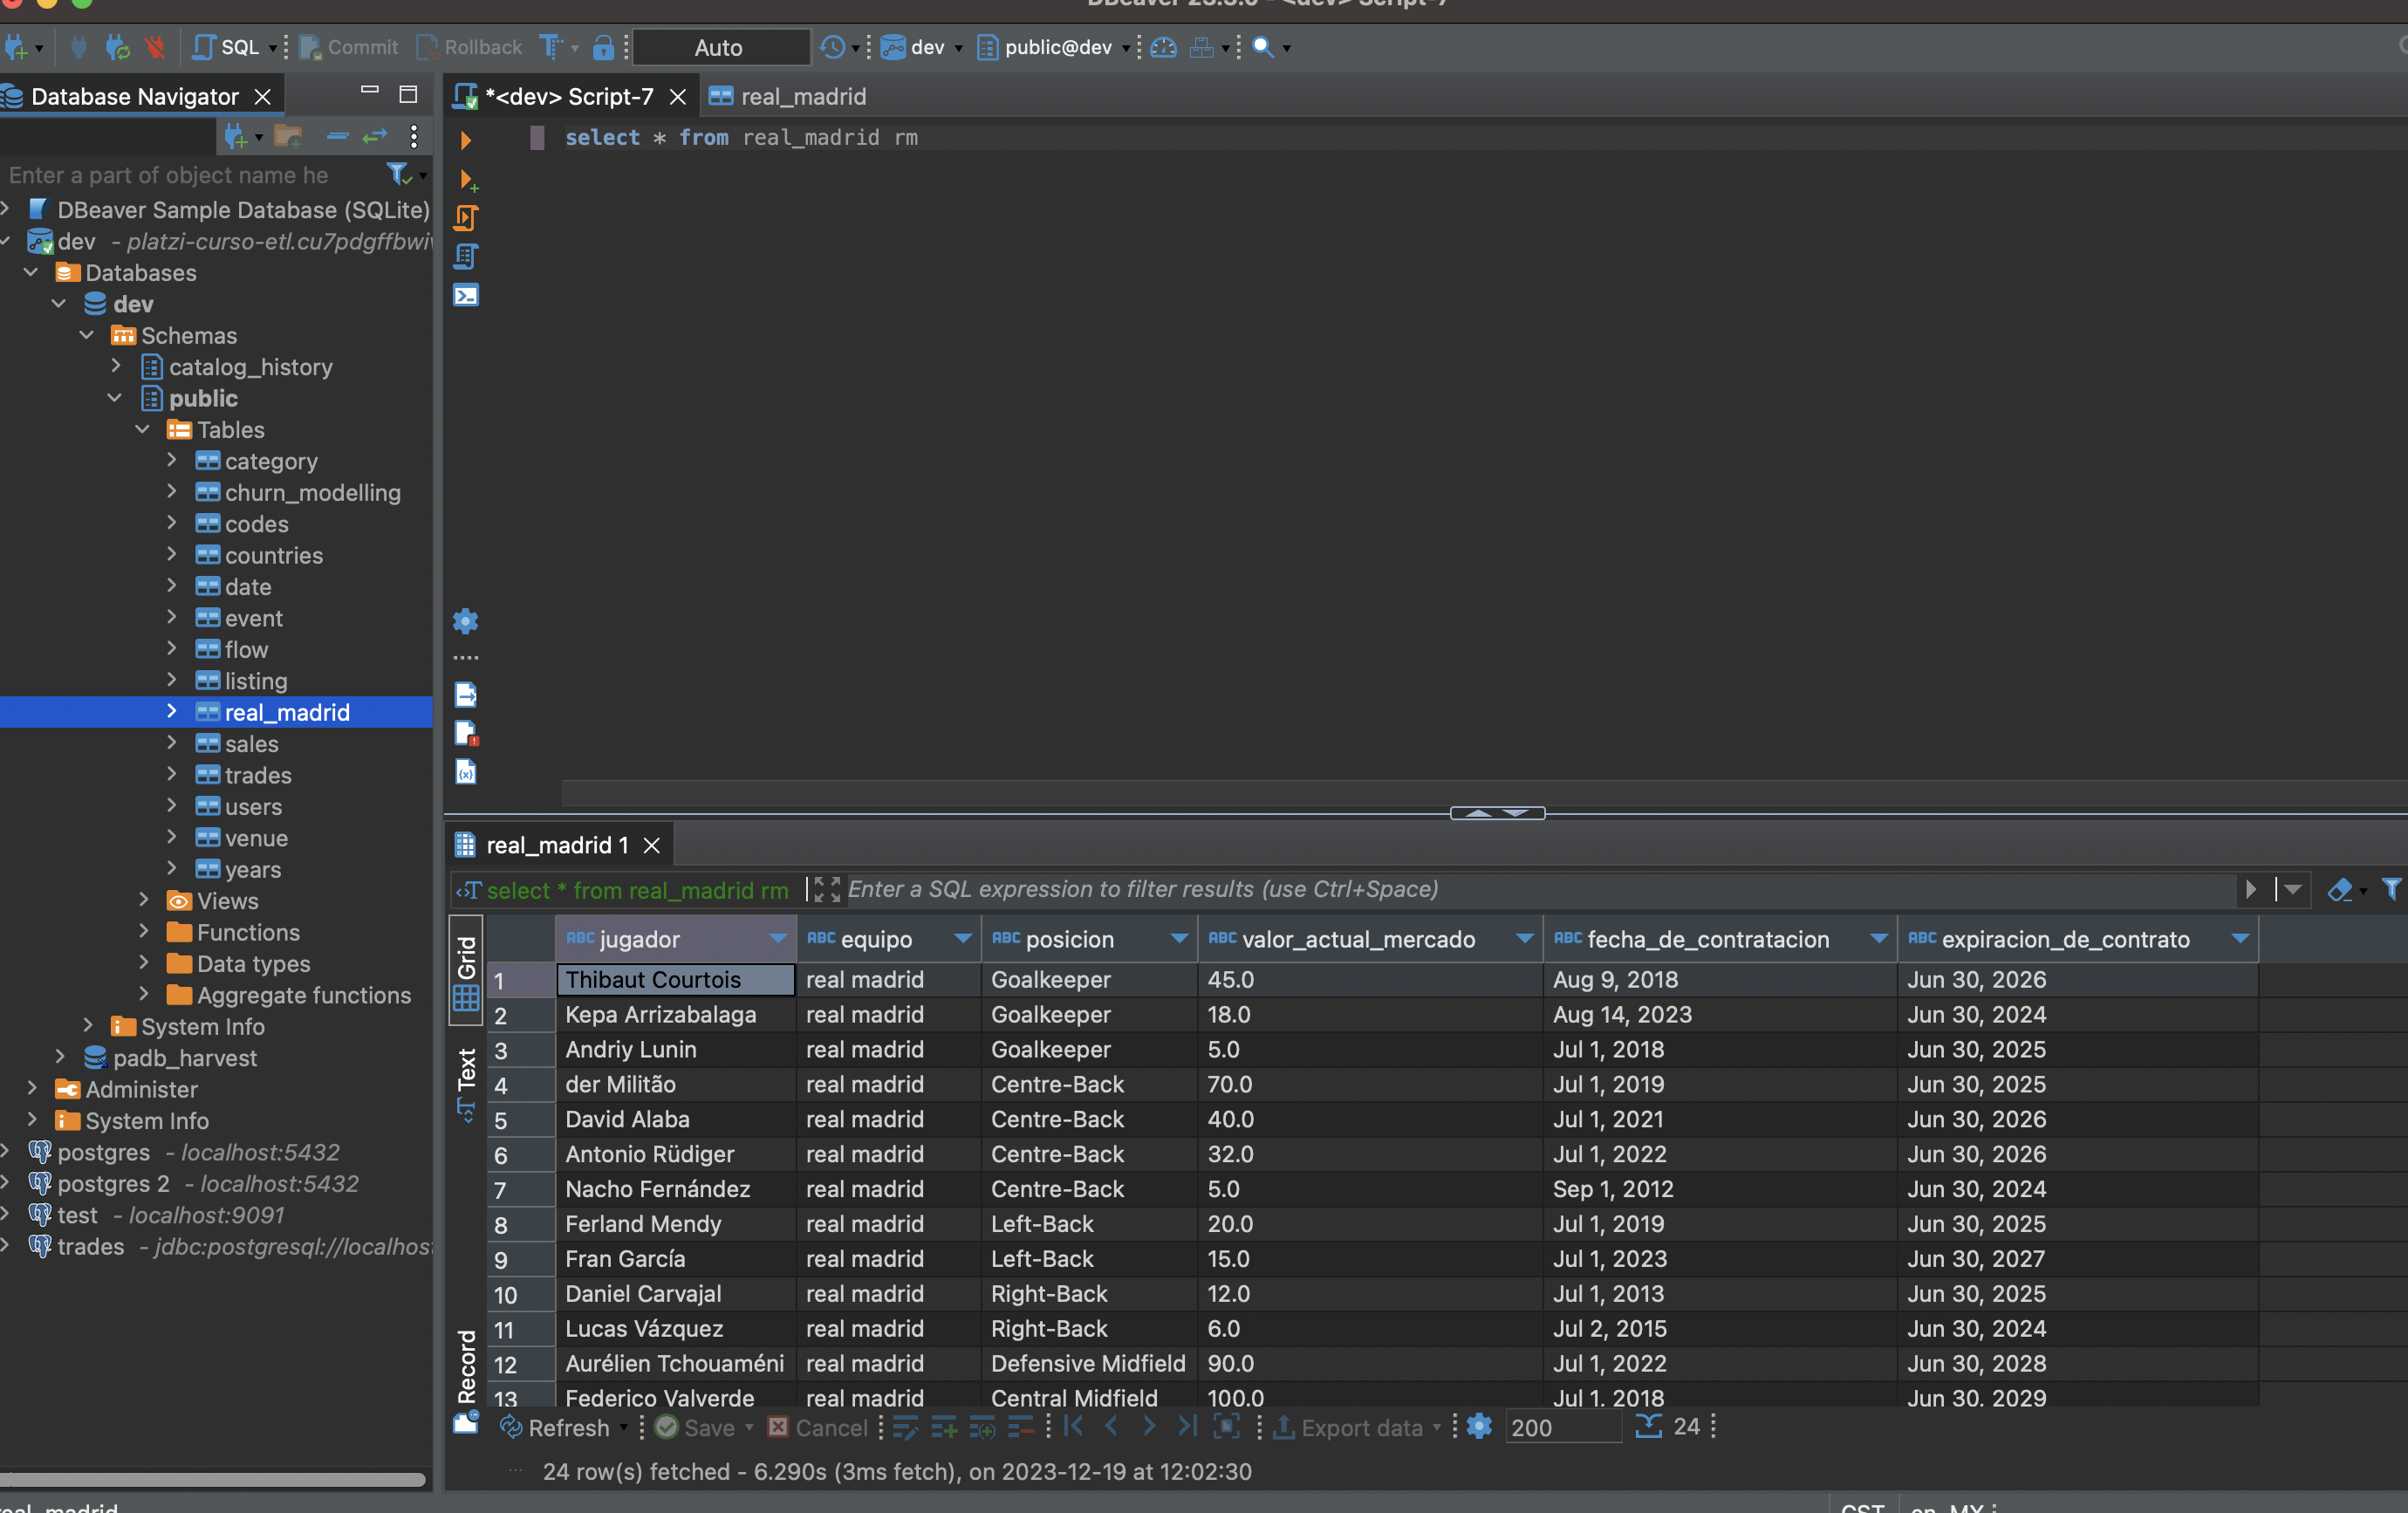 SQL Commit Rollback Auto dev public@dev
Database Navigator
*<dev> Script-7 real_madrid
Enter a part of object name he
DBeaver Sample Database (SQLite)
dev - platzi-curso-etl.cu7pdgffbwi
Databases
dev
Schemas
catalog_history
public
Tables
category
churn_modelling
codes
countries
date
event
flow
listing
real_madrid
sales
trades
users
venue
years
Views
Functions
Data types
Aggregate functions
System Info
padb_harvest
Administer
System Info
postgres - localhost:5432
postgres 2 - localhost:5432
test - localhost:9091
trades - jdbc:postgresql://localhost
select * from real_madrid rm
real_madrid 1
select * from real_madrid rm Enter a SQL expression to filter results (use Ctrl+Space)
Grid
Text
Record
ABC jugador ABC equipo ABC posicion ABC valor_actual_mercado ABC fecha_de_contratacion ABC expiracion_de_contrato
1 Thibaut Courtois real madrid Goalkeeper 45.0 Aug 9, 2018 Jun 30, 2026
2 Kepa Arrizabalaga real madrid Goalkeeper 18.0 Aug 14, 2023 Jun 30, 2024
3 Andriy Lunin real madrid Goalkeeper 5.0 Jul 1, 2018 Jun 30, 2025
4 der Militão real madrid Centre-Back 70.0 Jul 1, 2019 Jun 30, 2025
5 David Alaba real madrid Centre-Back 40.0 Jul 1, 2021 Jun 30, 2026
6 Antonio Rüdiger real madrid Centre-Back 32.0 Jul 1, 2022 Jun 30, 2026
7 Nacho Fernández real madrid Centre-Back 5.0 Sep 1, 2012 Jun 30, 2024
8 Ferland Mendy real madrid Left-Back 20.0 Jul 1, 2019 Jun 30, 2025
9 Fran García real madrid Left-Back 15.0 Jul 1, 2023 Jun 30, 2027
10 Daniel Carvajal real madrid Right-Back 12.0 Jul 1, 2013 Jun 30, 2025
11 Lucas Vázquez real madrid Right-Back 6.0 Jul 2, 2015 Jun 30, 2024
12 Aurélien Tchouaméni real madrid Defensive Midfield 90.0 Jul 1, 2022 Jun 30, 2028
13 Federico Valverde real madrid Central Midfield 100.0 Jul 1, 2018 Jun 30, 2029
Refresh Save Cancel Export data 200 24
24 row(s) fetched - 6.290s (3ms fetch), on 2023-12-19 at 12:02:30